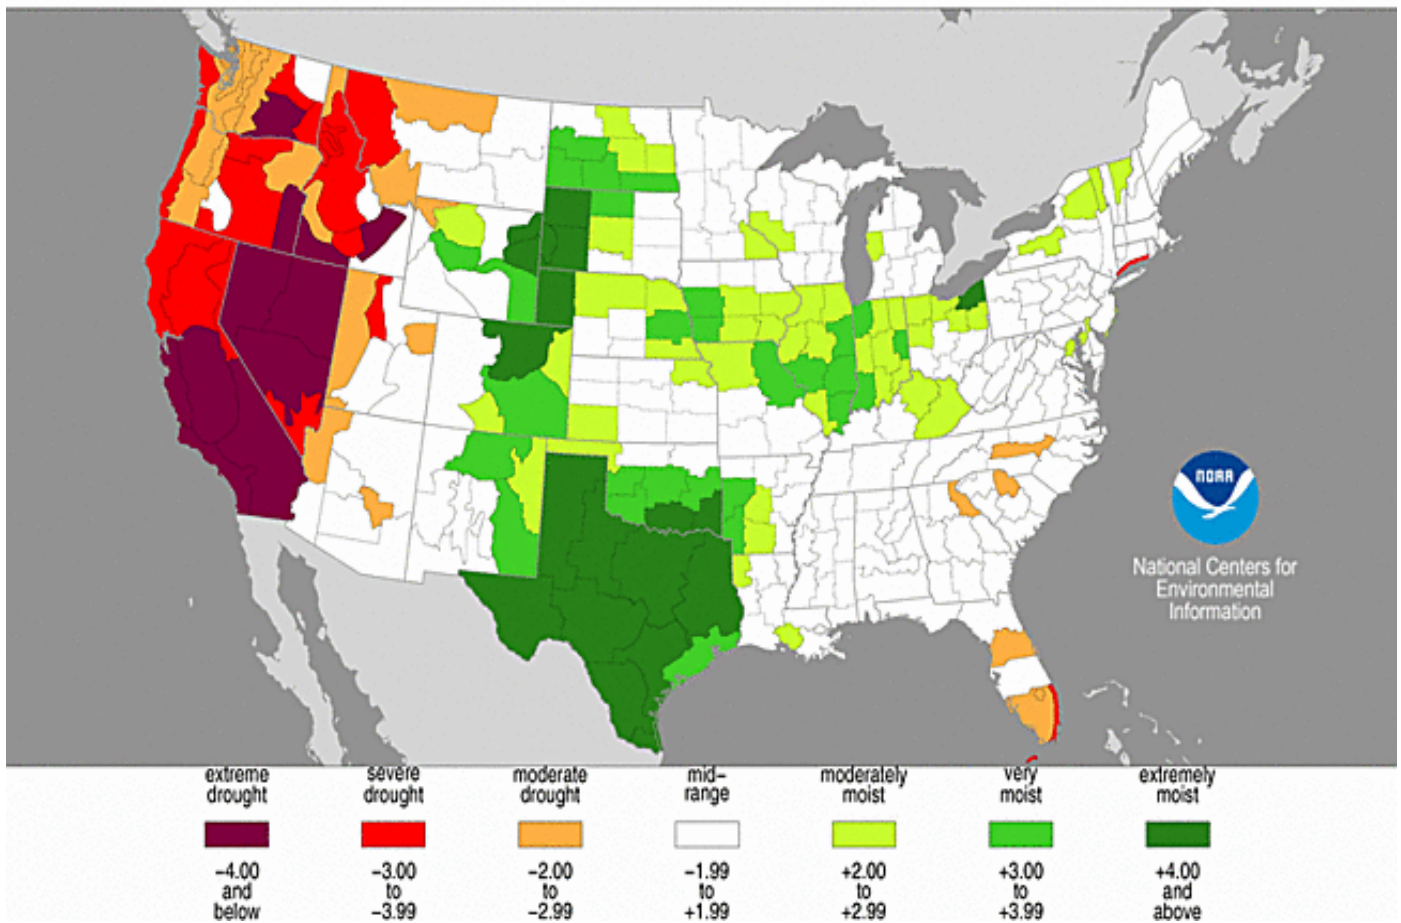 NOAA
National Centers for
Environmental
Information
extreme
drought
severe
drought
moderate
drought
mid-
range
moderately
moist
very
moist
extremely
moist
-4.00
and
below
-3.00
to
-3.99
-2.00
to
-2.99
-1.99
to
+1.99
+2.00
to
+2.99
+3.00
to
+3.99
+4.00
and
above